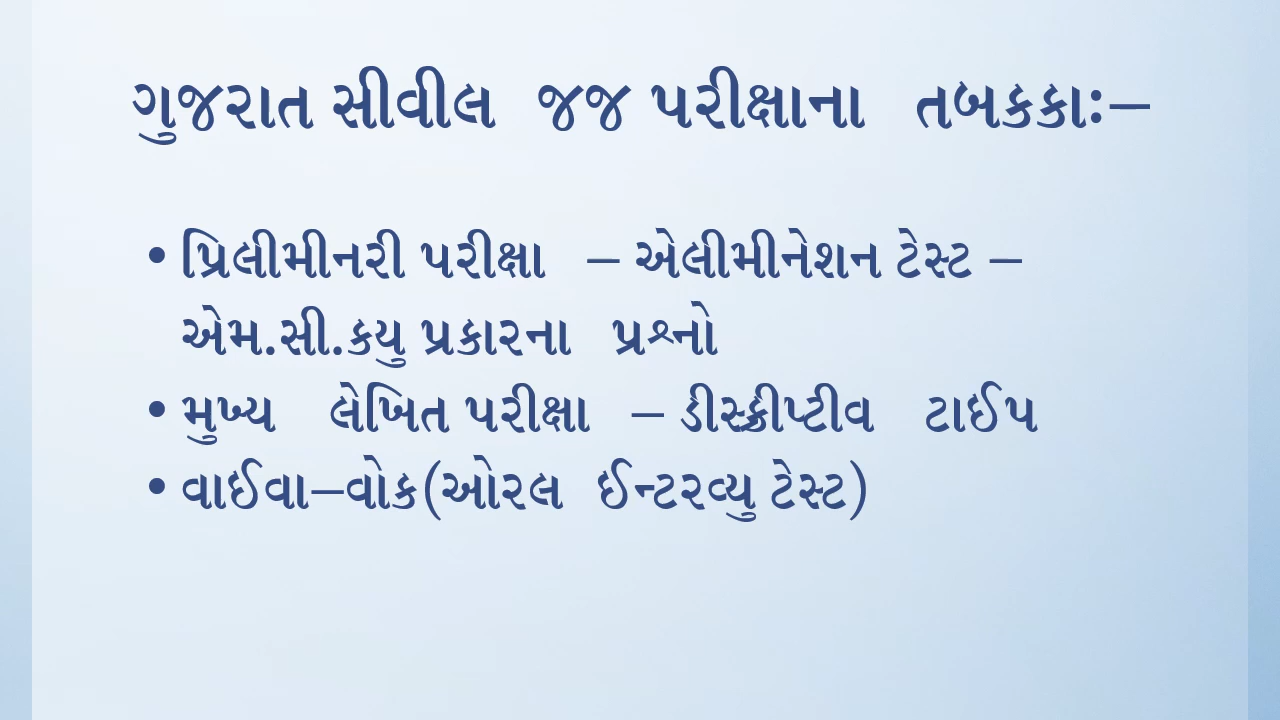 ગુજરાત સીવીલ જજ પરીક્ષાના તબકકાઃ–
• પ્રિલીમીનરી પરીક્ષા – એલીમીનેશન ટેસ્ટ –
એમ.સી.કયુ પ્રકારના પ્રશ્નો
• મુખ્ય લેખિત પરીક્ષા – ડીસ્ક્રીપ્ટીવ ટાઈપ
• વાઈવા–વોક(ઓરલ ઈન્ટરવ્યુ ટેસ્ટ)